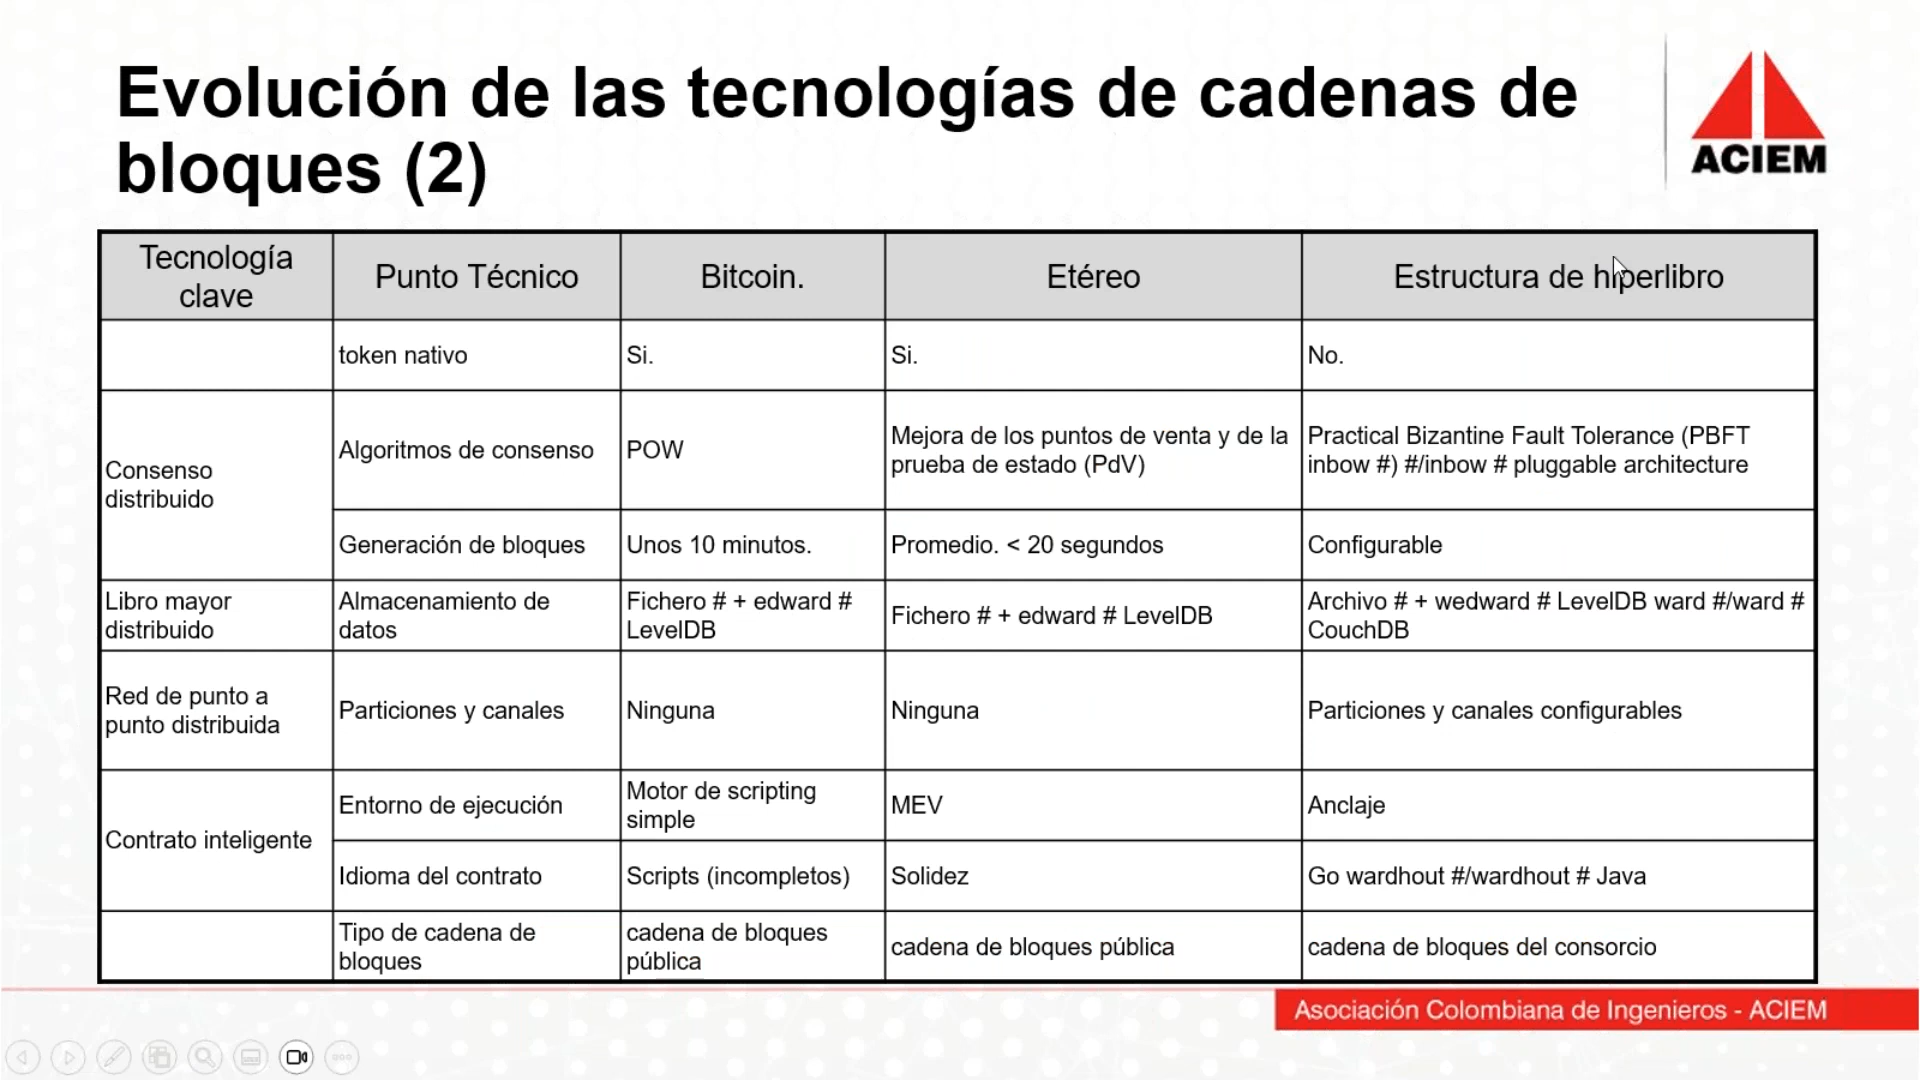 Evolución de las tecnologías de cadenas de
bloques (2)
ACIEM
Tecnología
clave
Punto Técnico
Bitcoin.
Etéreo
Estructura de hiperlibro
token nativo
Si.
Si.
No.
Consenso
distribuido
Algoritmos de consenso
POW
Mejora de los puntos de venta y de la
prueba de estado (PdV)
Practical Bizantine Fault Tolerance (PBFT
inbow #) #/inbow # pluggable architecture
Generación de bloques
Unos 10 minutos.
Promedio. < 20 segundos
Configurable
Libro mayor
distribuido
Almacenamiento de
datos
Fichero # + edward #
LevelDB
Fichero # + edward # LevelDB
Archivo # + wedward # LevelDB ward #/ward #
CouchDB
Red de punto a
punto distribuida
Particiones y canales
Ninguna
Ninguna
Particiones y canales configurables
Contrato inteligente
Entorno de ejecución
Motor de scripting
simple
MEV
Anclaje
Idioma del contrato
Scripts (incompletos)
Solidez
Go wardhout #/wardhout # Java
Tipo de cadena de
bloques
cadena de bloques
pública
cadena de bloques pública
cadena de bloques del consorcio
Asociación Colombiana de Ingenieros - ACIEM